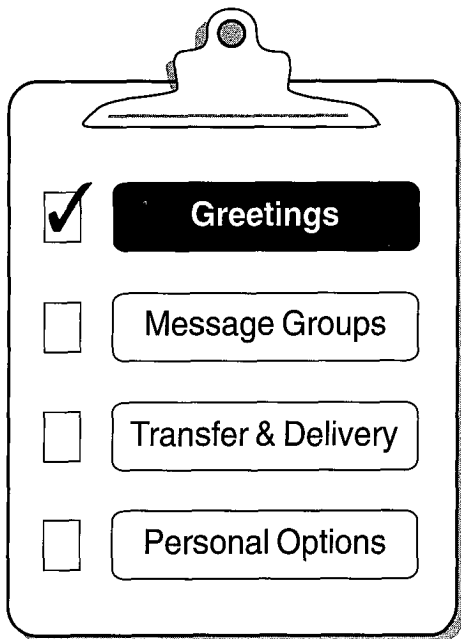 Greetings
Message Groups
Transfer & Delivery
Personal Options